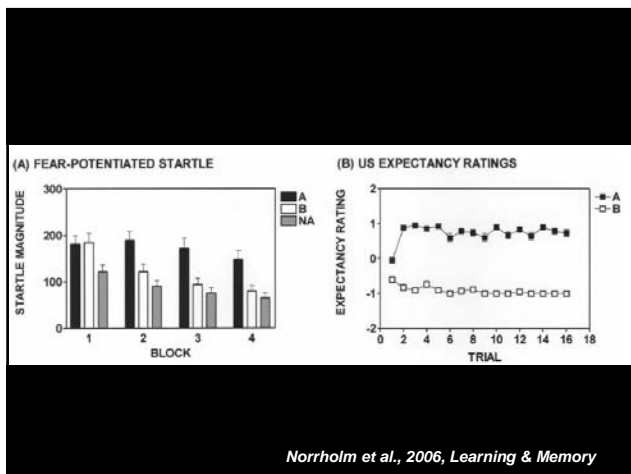 (A) FEAR-POTENTIATED STARTLE
300
200
100
0
STARTLE MAGNITUDE
1 2 3 4
BLOCK
A
B
NA
(B) US EXPECTANCY RATINGS
2
1
0
-1
-2
EXPECTANCY RATING
0 2 4 6 8 10 12 14 16 18
TRIAL
A
B
Norrholm et al., 2006, Learning & Memory